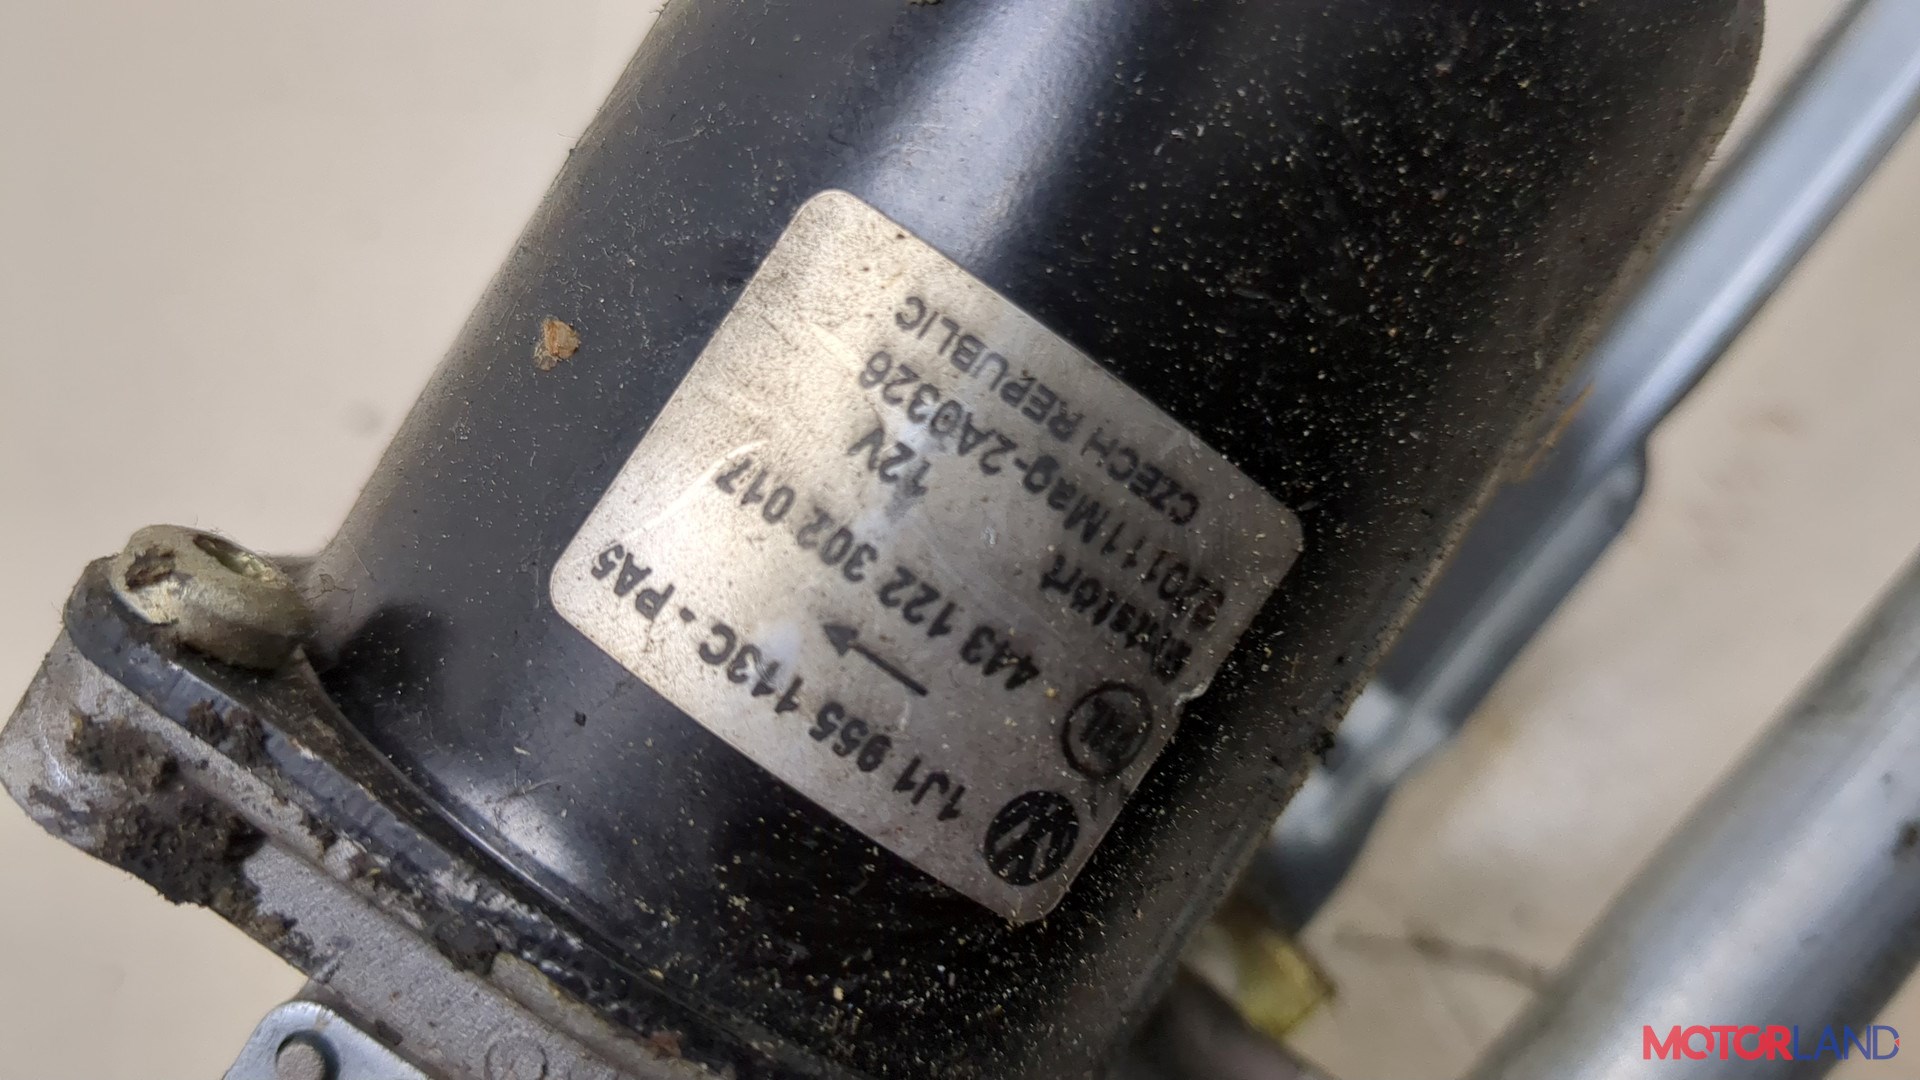 1J1 955 113C - PA5
443 122 302 017
12V
CZECH REPUBLIC
MOTORLAND